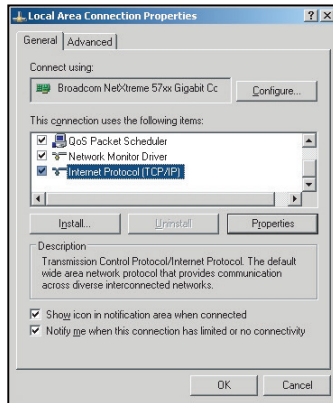 Local Area Connection Properties
General Advanced
Connect using:
Broadcom NetXtreme 57xx Gigabit Cc Configure...
This connection uses the following items:
QoS Packet Scheduler
Network Monitor Driver
Internet Protocol (TCP/IP)
Install... Uninstall Properties
Description
Transmission Control Protocol/Internet Protocol. The default
wide area network protocol that provides communication
across diverse interconnected networks.
Show icon in notification area when connected
Notify me when this connection has limited or no connectivity
OK Cancel